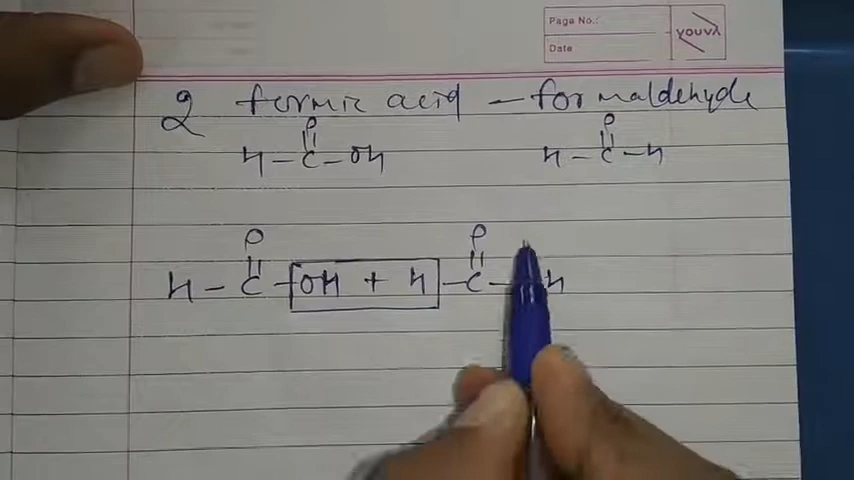 Page No.:
Date
YOUVA
2 formic acid - formaldehyde
O O
H - C - OH H - C - H
O O
H - C - OH + H - C - H